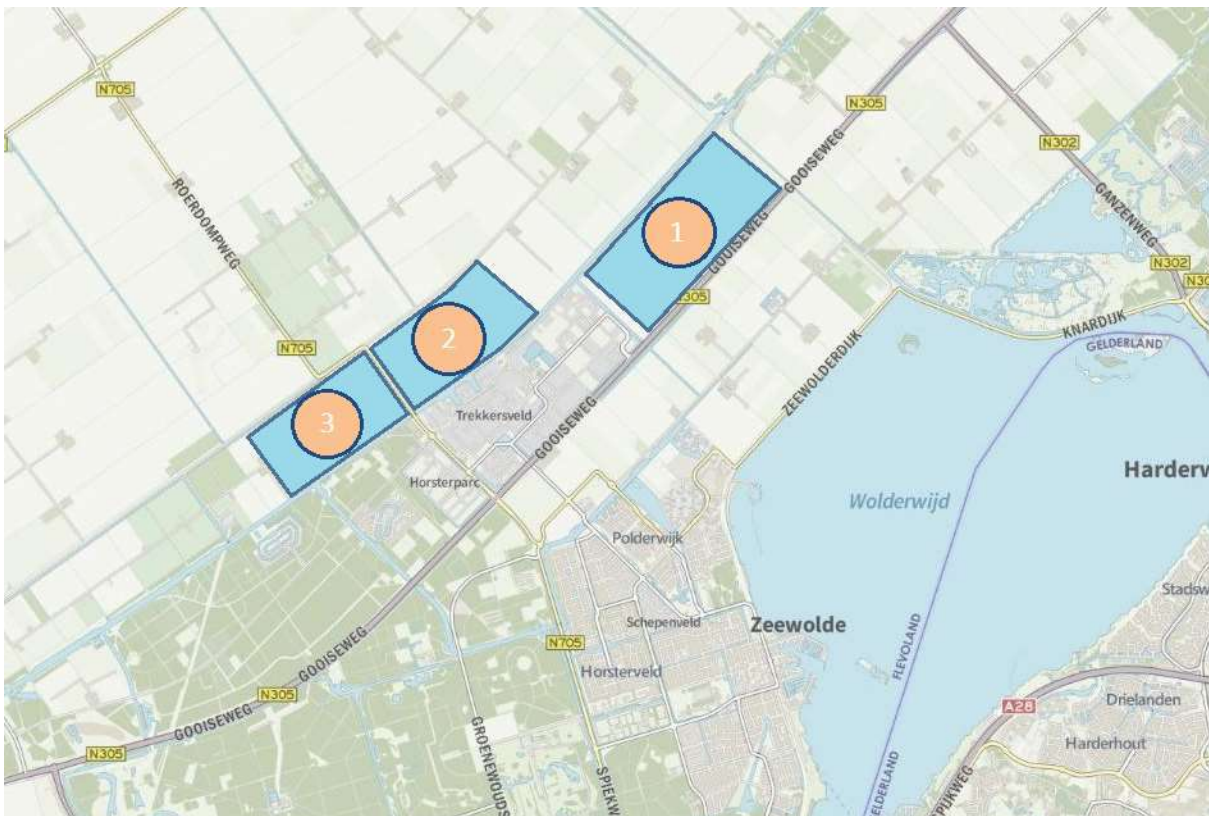 N705
N305
GOOISEWEG
N302
ROERDOMPWEG
GANZENWEG
1
GOOISEWEG
N302
N305
ZEEWOLDERDIJK
KNARDIJK
GELDERLAND
2
N705
3
Trekkersveld
GOOISEWEG
Horsterparc
Harderw
Wolderwijd
Polderwijk
Stadsw
Schepenveld
Zeewolde
FLEVOLAND
N705
Horsterveld
GOOISEWEG
N305
GOOISEWEG
N305
GROENEWOUDS
SPIEKW
A28
Drielanden
Harderhout
FLEVOLAND
GELDERLAND
SPIJKWEG